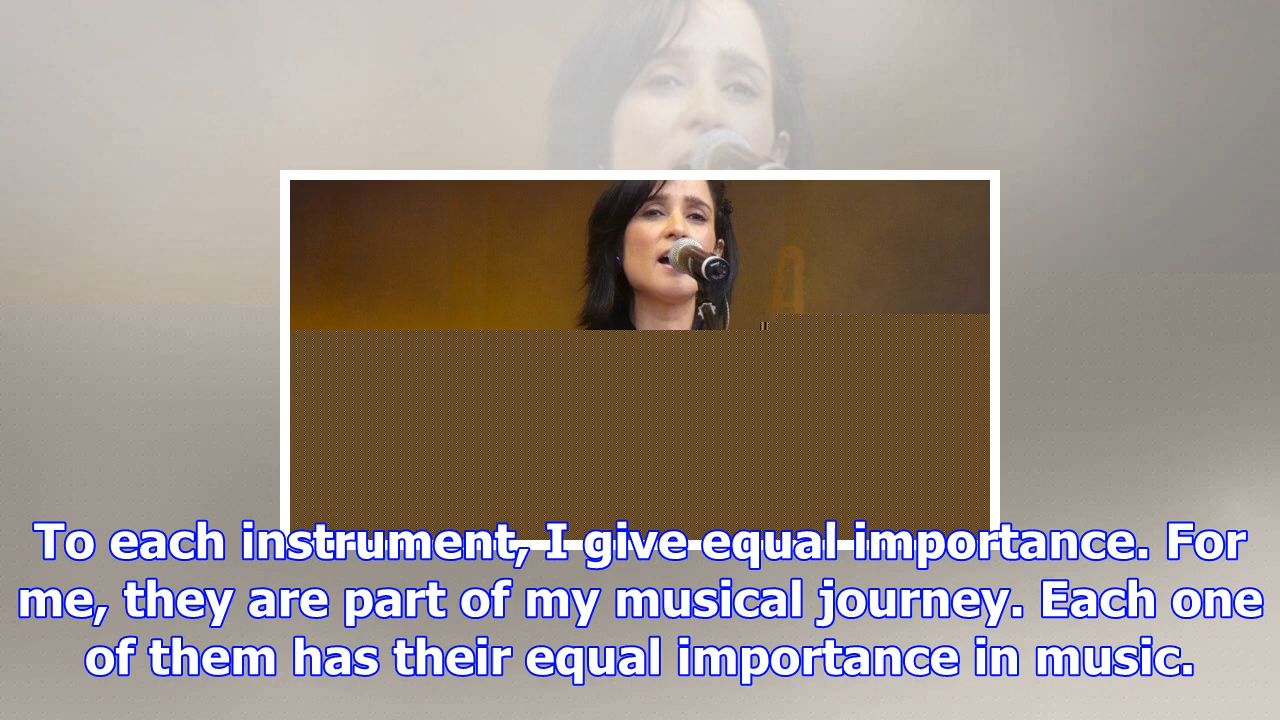 To each instrument, I give equal importance. For
me, they are part of my musical journey. Each one
of them has their equal importance in music.